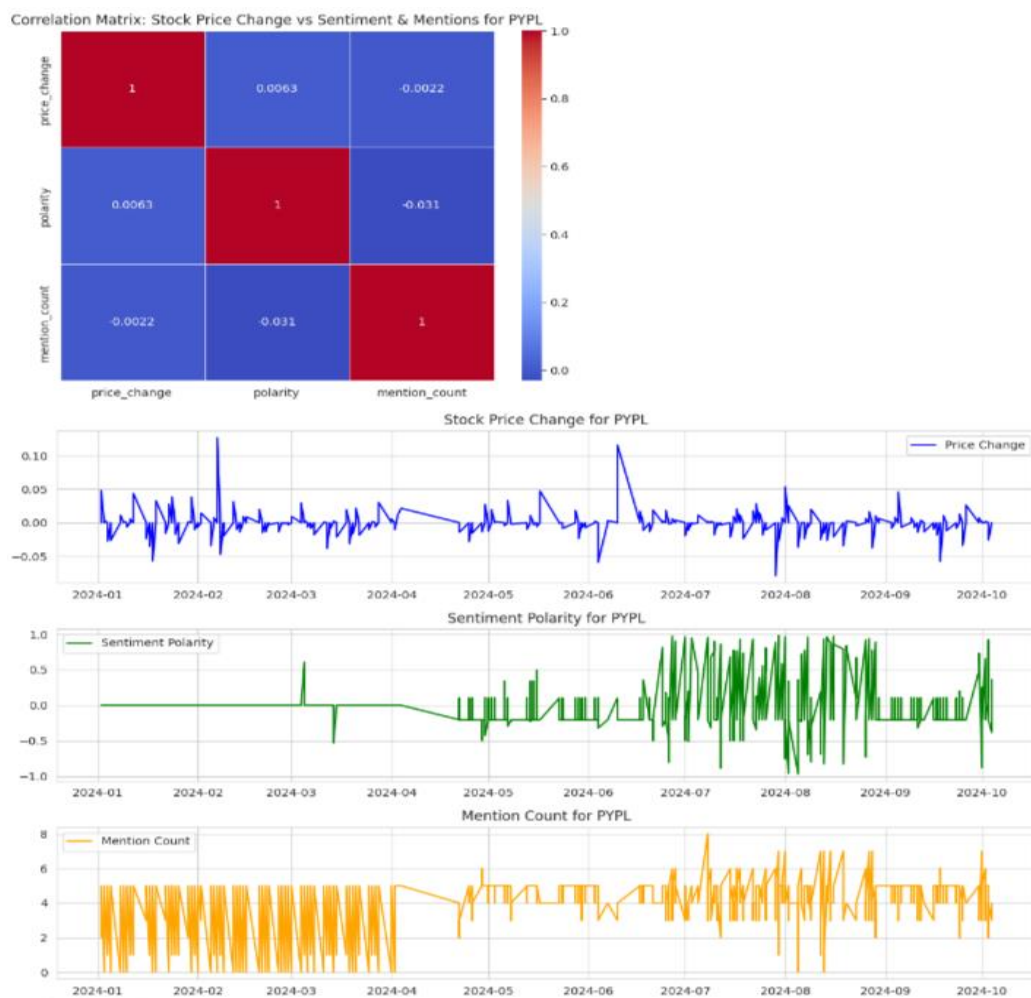 Correlation Matrix: Stock Price Change vs Sentiment & Mentions for PYPL
1.0
0.8
0.6
0.4
0.2
0.0
price_change
1
0.0063
-0.0022
polarity
0.0063
1
-0.031
mention_count
-0.0022
-0.031
1
price_change polarity mention_count
Stock Price Change for PYPL
Price Change
0.10
0.05
0.00
−0.05
2024-01 2024-02 2024-03 2024-04 2024-05 2024-06 2024-07 2024-08 2024-09 2024-10
Sentiment Polarity for PYPL
Sentiment Polarity
1.0
0.5
0.0
−0.5
−1.0
2024-01 2024-02 2024-03 2024-04 2024-05 2024-06 2024-07 2024-08 2024-09 2024-10
Mention Count for PYPL
Mention Count
8
6
4
2
0
2024-01 2024-02 2024-03 2024-04 2024-05 2024-06 2024-07 2024-08 2024-09 2024-10